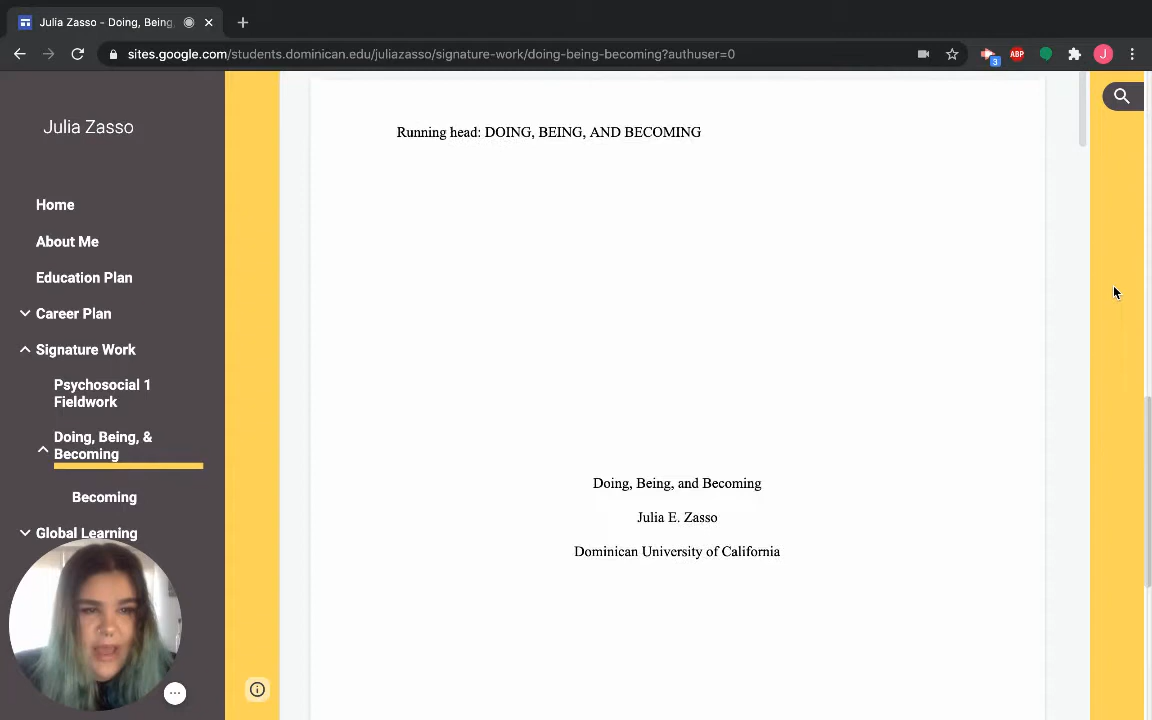 Julia Zasso - Doing, Being,
sites.google.com/students.dominican.edu/juliazasso/signature-work/doing-being-becoming?authuser=0
3
ABP
J
Julia Zasso
Home
About Me
Education Plan
Career Plan
Signature Work
Psychosocial 1
Fieldwork
Doing, Being, &
Becoming
Becoming
Global Learning
Running head: DOING, BEING, AND BECOMING
Doing, Being, and Becoming
Julia E. Zasso
Dominican University of California